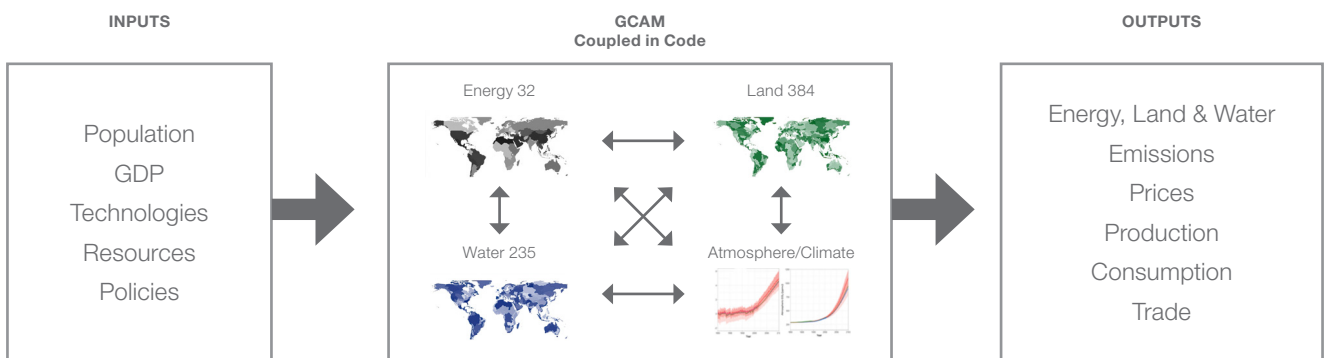 INPUTS
GCAM
Coupled in Code
OUTPUTS
Population
GDP
Technologies
Resources
Policies
Energy 32
Land 384
Water 235
Atmosphere/Climate
Energy, Land & Water
Emissions
Prices
Production
Consumption
Trade